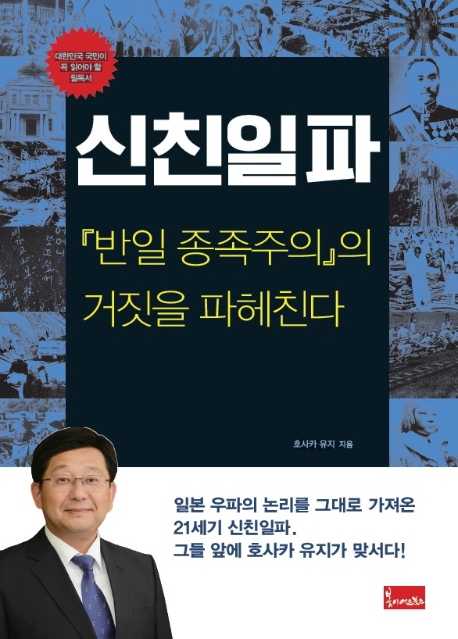 대한민국 국민이
꼭 읽어야 할
필독서
신친일파
『반일 종족주의』의
거짓을 파헤친다
호사카 유지 지음
일본 우파의 논리를 그대로 가져온
21세기 신친일파.
그들 앞에 호사카 유지가 맞서다!